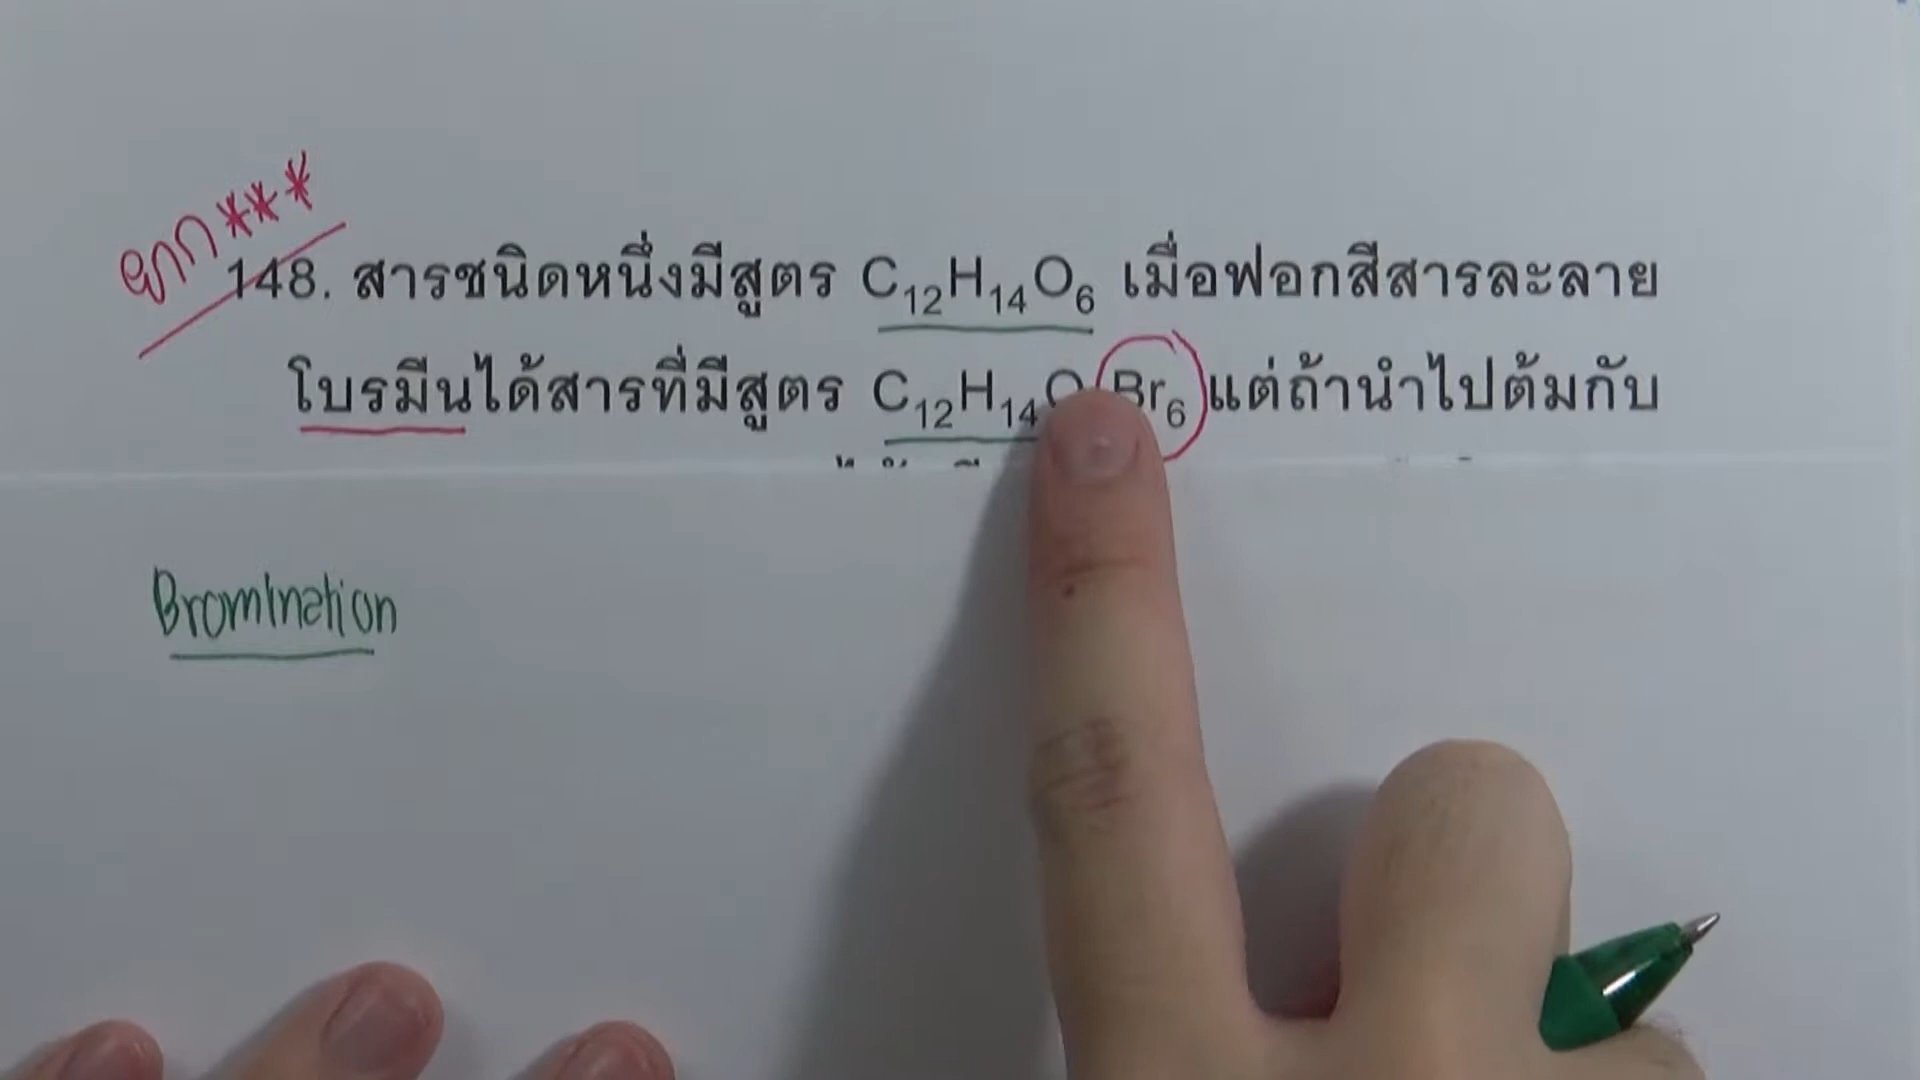 ยาก***
148. สารชนิดหนึ่งมีสูตร C₁₂H₁₄O₆ เมื่อฟอกสีสารละลาย
โบรมีนได้สารที่มีสูตร C₁₂H₁₄O Br₆ แต่ถ้านำไปต้มกับ
Bromination